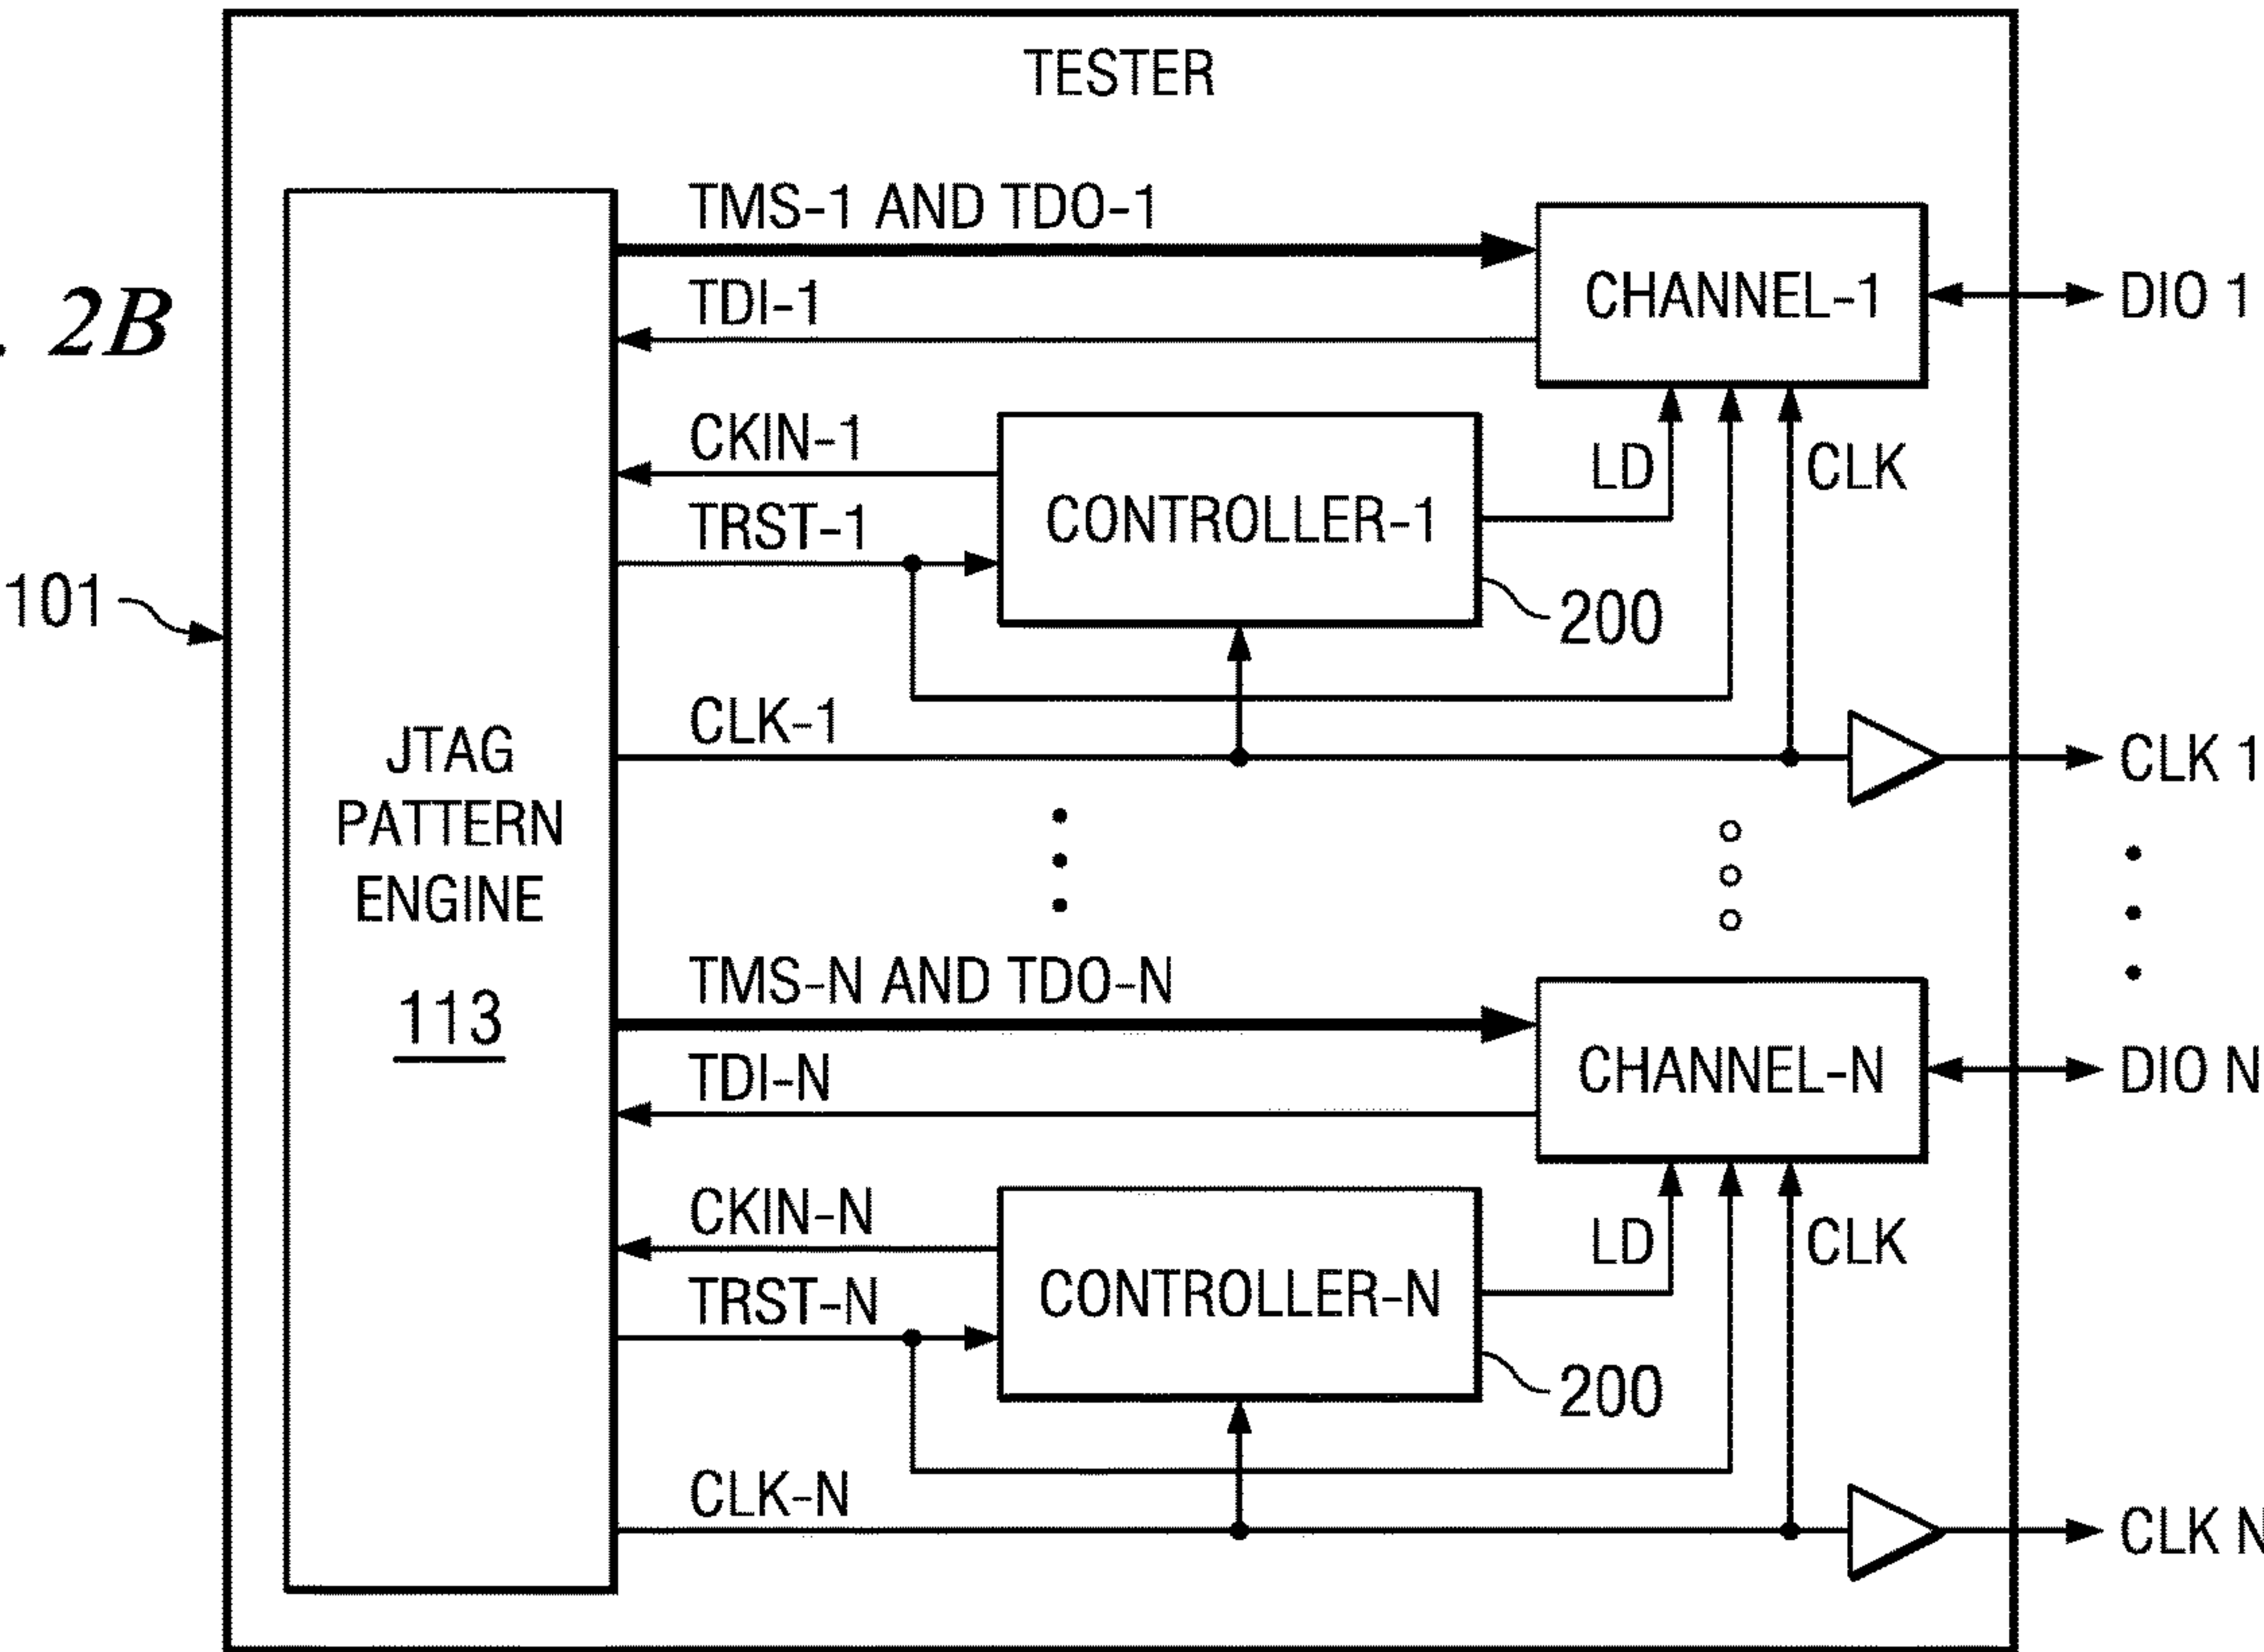 TESTER
TMS-1 AND TDO-1
TDI-1
CHANNEL-1
DIO 1
. 2B
CKIN-1
LD
CLK
TRST-1
CONTROLLER-1
101
200
CLK-1
CLK 1
JTAG
PATTERN
ENGINE
113
TMS-N AND TDO-N
TDI-N
CHANNEL-N
DIO N
CKIN-N
LD
CLK
TRST-N
CONTROLLER-N
200
CLK-N
CLK N